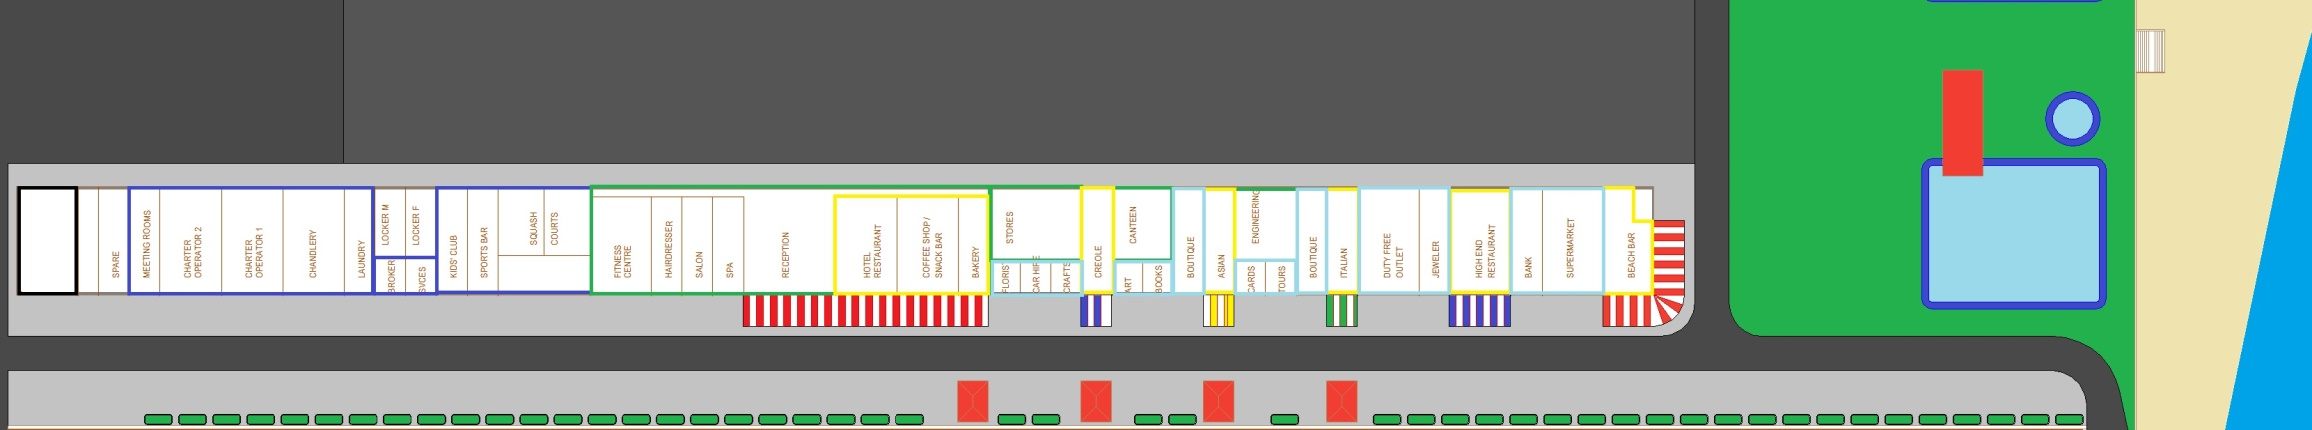 SPARE
MEETING ROOMS
CHARTER
OPERATOR 2
CHARTER
OPERATOR 1
CHANDLERY
LAUNDRY
LOCKER M
LOCKER F
BROKER
SVCES
KIDS' CLUB
SPORTS BAR
SQUASH
COURTS
FITNESS
CENTRE
HAIRDRESSER
SALON
SPA
RECEPTION
HOTEL
RESTAURANT
COFFEE SHOP /
SNACK BAR
BAKERY
STORES
FLORIS
CAR HIRE
CRAFTS
CREOLE
CANTEEN
ART
BOOKS
BOUTIQUE
ASIAN
ENGINEERING
CARDS
TOURS
BOUTIQUE
ITALIAN
DUTY FREE
OUTLET
JEWELER
HIGH END
RESTAURANT
BANK
SUPERMARKET
BEACH BAR